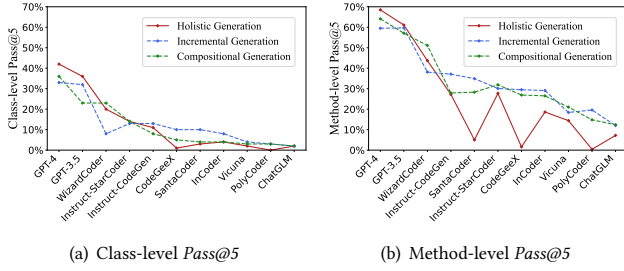 70%
60%
50%
40%
30%
20%
10%
0%
Class-level Pass@5
Holistic Generation
Incremental Generation
Compositional Generation
GPT-4
GPT-3.5
WizardCoder
Instruct-StarCoder
Instruct-CodeGen
CodeGeeX
SantaCoder
InCoder
Vicuna
PolyCoder
ChatGLM
(a) Class-level Pass@5
70%
60%
50%
40%
30%
20%
10%
0%
Method-level Pass@5
Holistic Generation
Incremental Generation
Compositional Generation
GPT-4
GPT-3.5
WizardCoder
Instruct-CodeGen
SantaCoder
Instruct-StarCoder
CodeGeeX
InCoder
Vicuna
PolyCoder
ChatGLM
(b) Method-level Pass@5